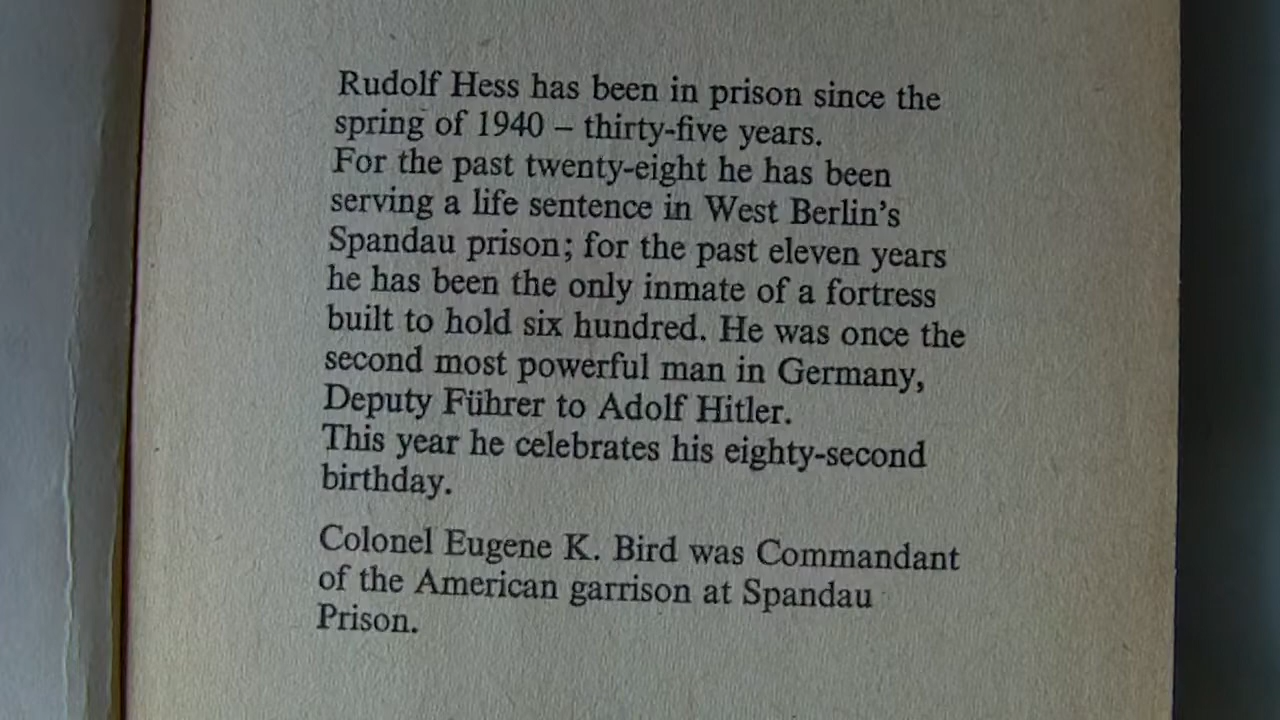 Rudolf Hess has been in prison since the
spring of 1940 – thirty-five years.
For the past twenty-eight he has been
serving a life sentence in West Berlin's
Spandau prison; for the past eleven years
he has been the only inmate of a fortress
built to hold six hundred. He was once the
second most powerful man in Germany,
Deputy Führer to Adolf Hitler.
This year he celebrates his eighty-second
birthday.
Colonel Eugene K. Bird was Commandant
of the American garrison at Spandau
Prison.